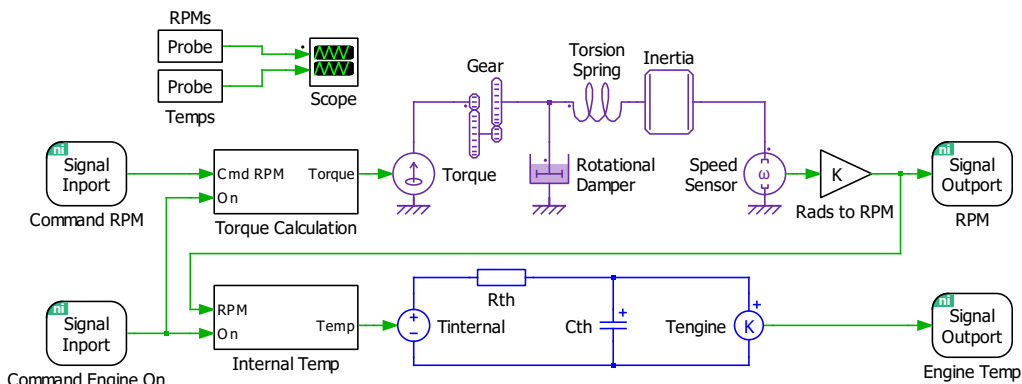 RPMs
Probe
Probe
Temps
Scope
Gear
Torsion
Spring
Inertia
ni
Signal
Inport
Command RPM
Cmd RPM
On
Torque
Torque Calculation
Torque
Rotational
Damper
Speed
Sensor
ω
K
Rads to RPM
ni
Signal
Outport
RPM
ni
Signal
Inport
Command Engine On
RPM
On
Temp
Internal Temp
+
−
Tinternal
Rth
Cth
+
Tengine
+
K
ni
Signal
Outport
Engine Temp